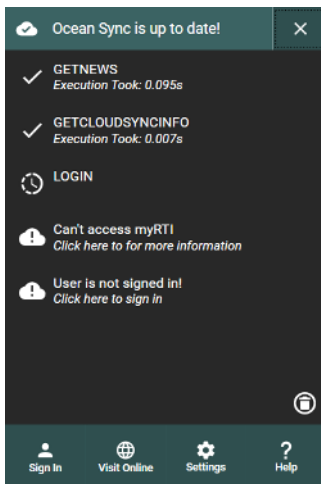 Ocean Sync is up to date!
GETNEWS
Execution Took: 0.095s
GETCLOUDSYNCINFO
Execution Took: 0.007s
LOGIN
Can't access myRTI
Click here to for more information
User is not signed in!
Click here to sign in
Sign In
Visit Online
Settings
Help